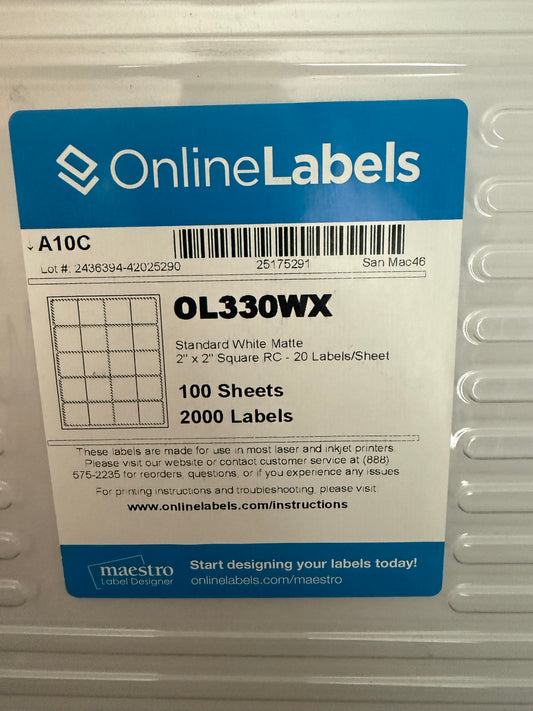 OnlineLabels
↓ A10C
Lot #: 2436394-42025290 25175291 San Mac46
OL330WX
Standard White Matte
2" x 2" Square RC - 20 Labels/Sheet
100 Sheets
2000 Labels
These labels are made for use in most laser and inkjet printers.
Please visit our website or contact customer service at (888)
575-2235 for reorders, questions, or if you experience any issues
For printing instructions and troubleshooting, please visit:
www.onlinelabels.com/instructions
maestro
Label Designer
Start designing your labels today!
onlinelabels.com/maestro